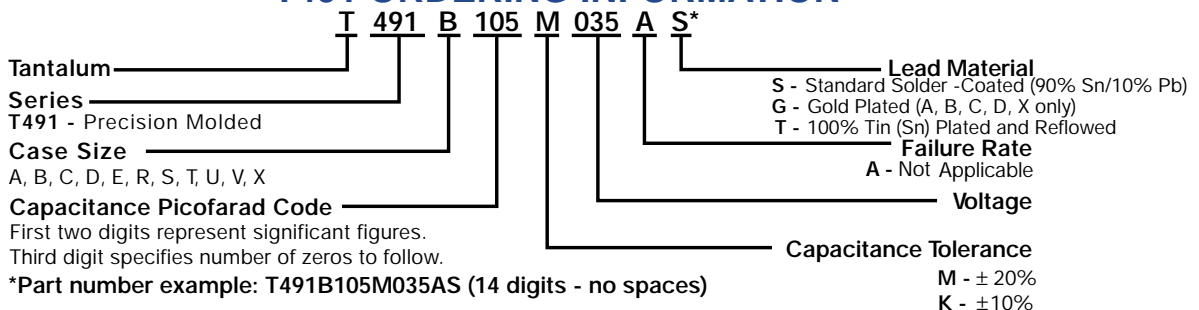 T491 ORDERING INFORMATION
T 491 B 105 M 035 A S*
Tantalum
Series
T491 - Precision Molded
Case Size
A, B, C, D, E, R, S, T, U, V, X
Capacitance Picofarad Code
First two digits represent significant figures.
Third digit specifies number of zeros to follow.
*Part number example: T491B105M035AS (14 digits - no spaces)
Lead Material
S - Standard Solder -Coated (90% Sn/10% Pb)
G - Gold Plated (A, B, C, D, X only)
T - 100% Tin (Sn) Plated and Reflowed
Failure Rate
A - Not Applicable
Voltage
Capacitance Tolerance
M - ± 20%
K - ±10%